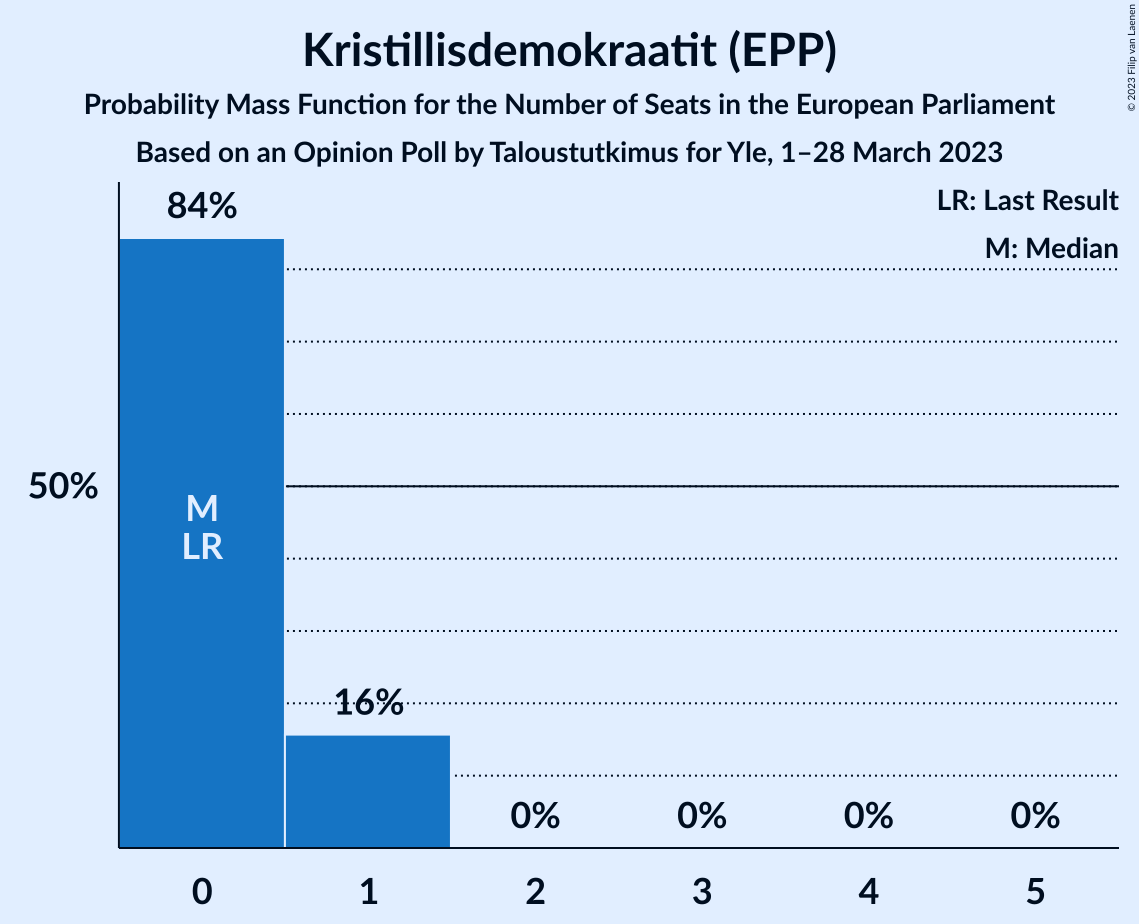 Kristillisdemokraatit (EPP)
Probability Mass Function for the Number of Seats in the European Parliament
Based on an Opinion Poll by Taloustutkimus for Yle, 1–28 March 2023
© 2023 Filip van Laenen
LR: Last Result
M: Median
84%
50%
M
LR
16%
0%
0%
0%
0%
0
1
2
3
4
5